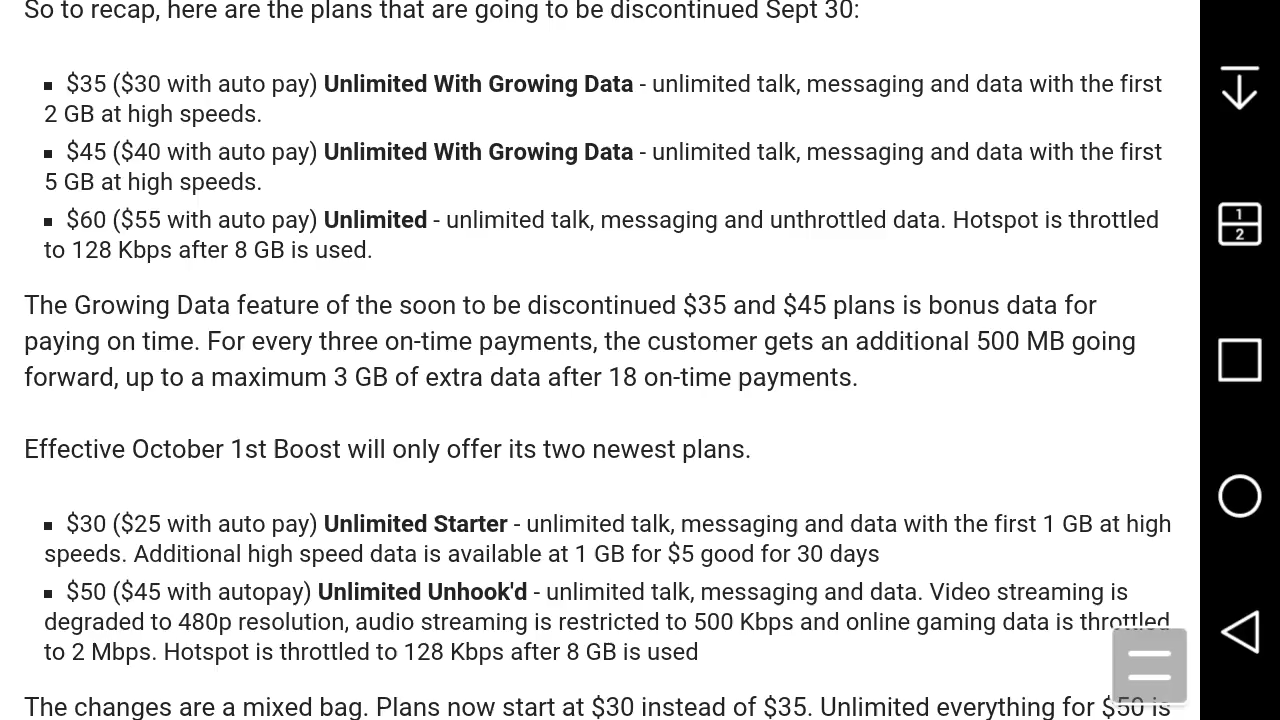 So to recap, here are the plans that are going to be discontinued Sept 30:
▪ $35 ($30 with auto pay) Unlimited With Growing Data - unlimited talk, messaging and data with the first
2 GB at high speeds.
▪ $45 ($40 with auto pay) Unlimited With Growing Data - unlimited talk, messaging and data with the first
5 GB at high speeds.
▪ $60 ($55 with auto pay) Unlimited - unlimited talk, messaging and unthrottled data. Hotspot is throttled
to 128 Kbps after 8 GB is used.
The Growing Data feature of the soon to be discontinued $35 and $45 plans is bonus data for
paying on time. For every three on-time payments, the customer gets an additional 500 MB going
forward, up to a maximum 3 GB of extra data after 18 on-time payments.
Effective October 1st Boost will only offer its two newest plans.
▪ $30 ($25 with auto pay) Unlimited Starter - unlimited talk, messaging and data with the first 1 GB at high
speeds. Additional high speed data is available at 1 GB for $5 good for 30 days
▪ $50 ($45 with autopay) Unlimited Unhook'd - unlimited talk, messaging and data. Video streaming is
degraded to 480p resolution, audio streaming is restricted to 500 Kbps and online gaming data is throttled
to 2 Mbps. Hotspot is throttled to 128 Kbps after 8 GB is used
The changes are a mixed bag. Plans now start at $30 instead of $35. Unlimited everything for $50 is
1
2